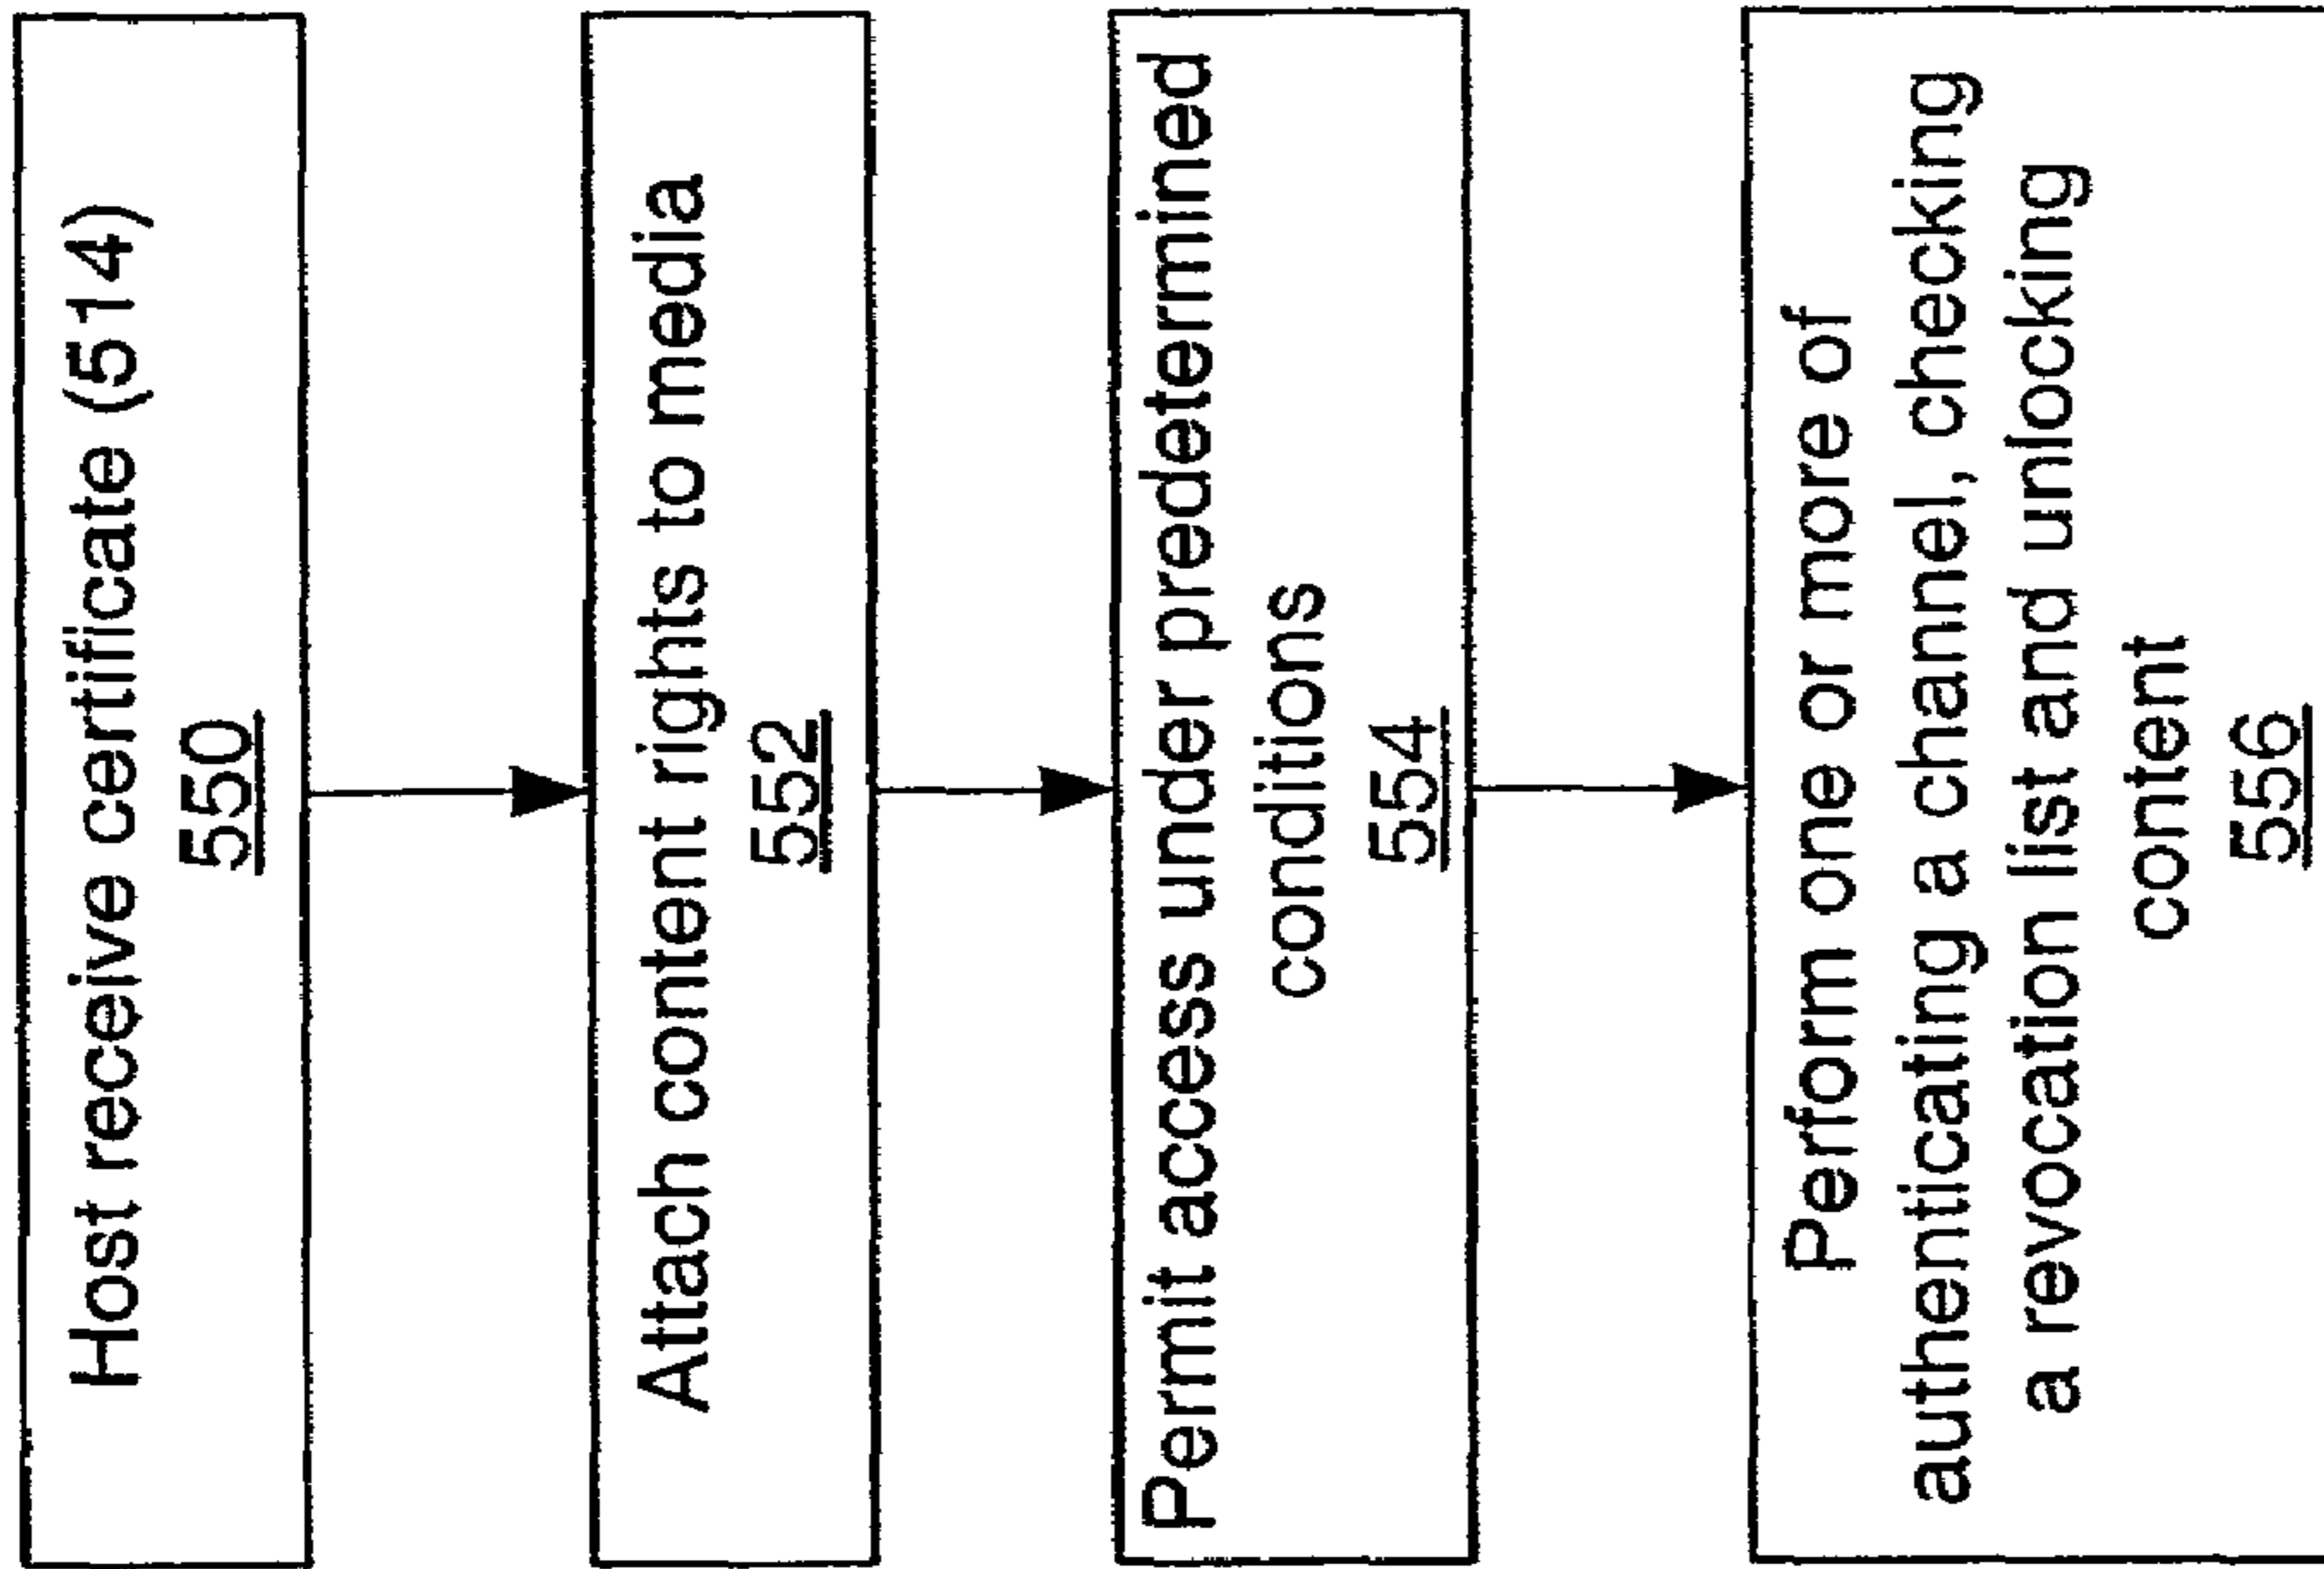 Host receive certificate (514)
550
Attach content rights to media
552
Permit access under predetermined
conditions
554
Perform one or more of
authenticating a channel, checking
a revocation list and unlocking
content
556